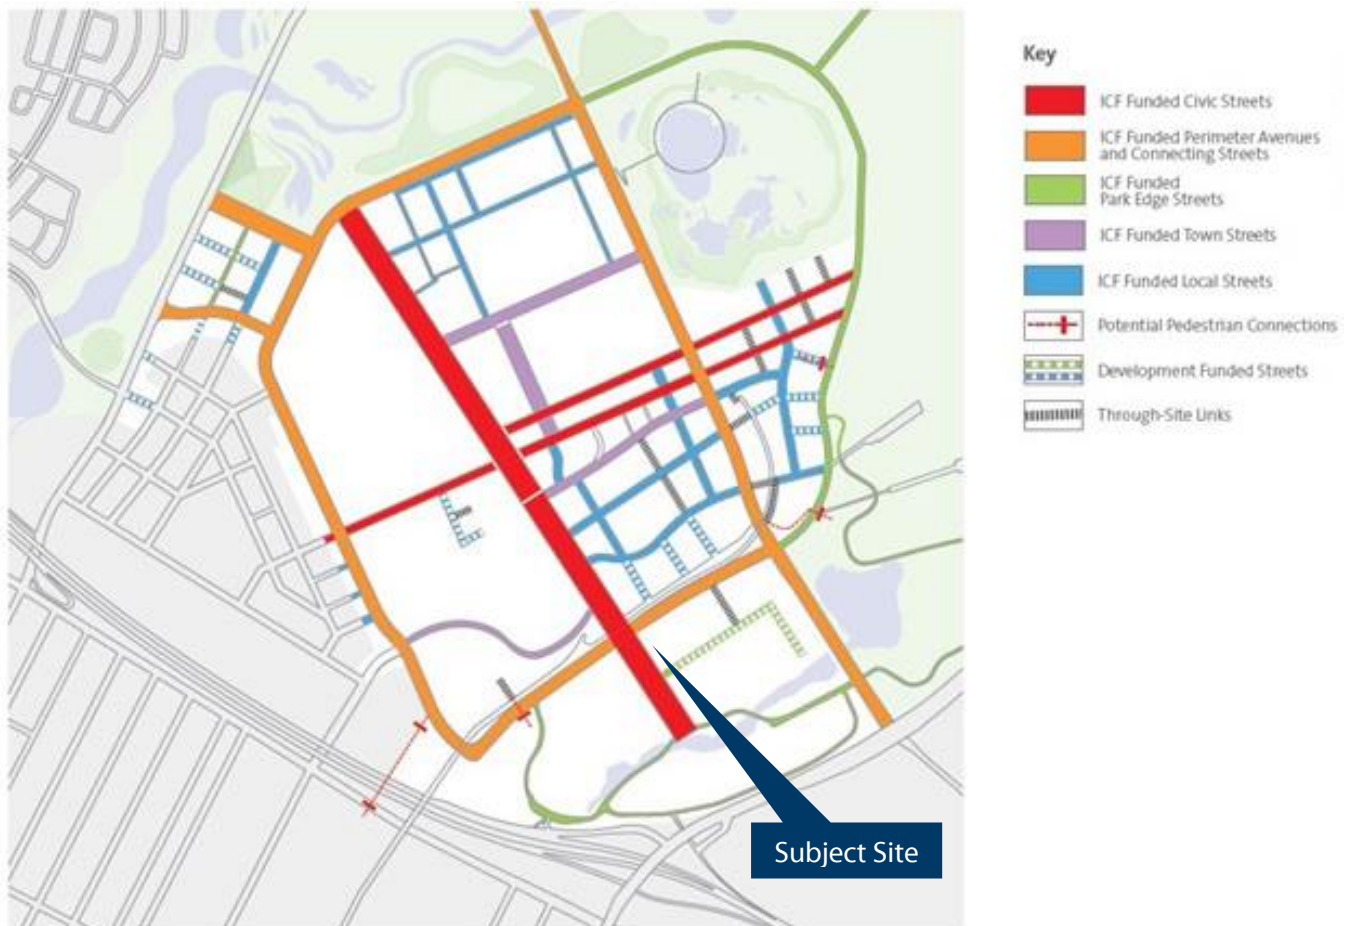 Key
ICF Funded Civic Streets
ICF Funded Perimeter Avenues
and Connecting Streets
ICF Funded
Park Edge Streets
ICF Funded Town Streets
ICF Funded Local Streets
Potential Pedestrian Connections
Development Funded Streets
Through-Site Links
Subject Site